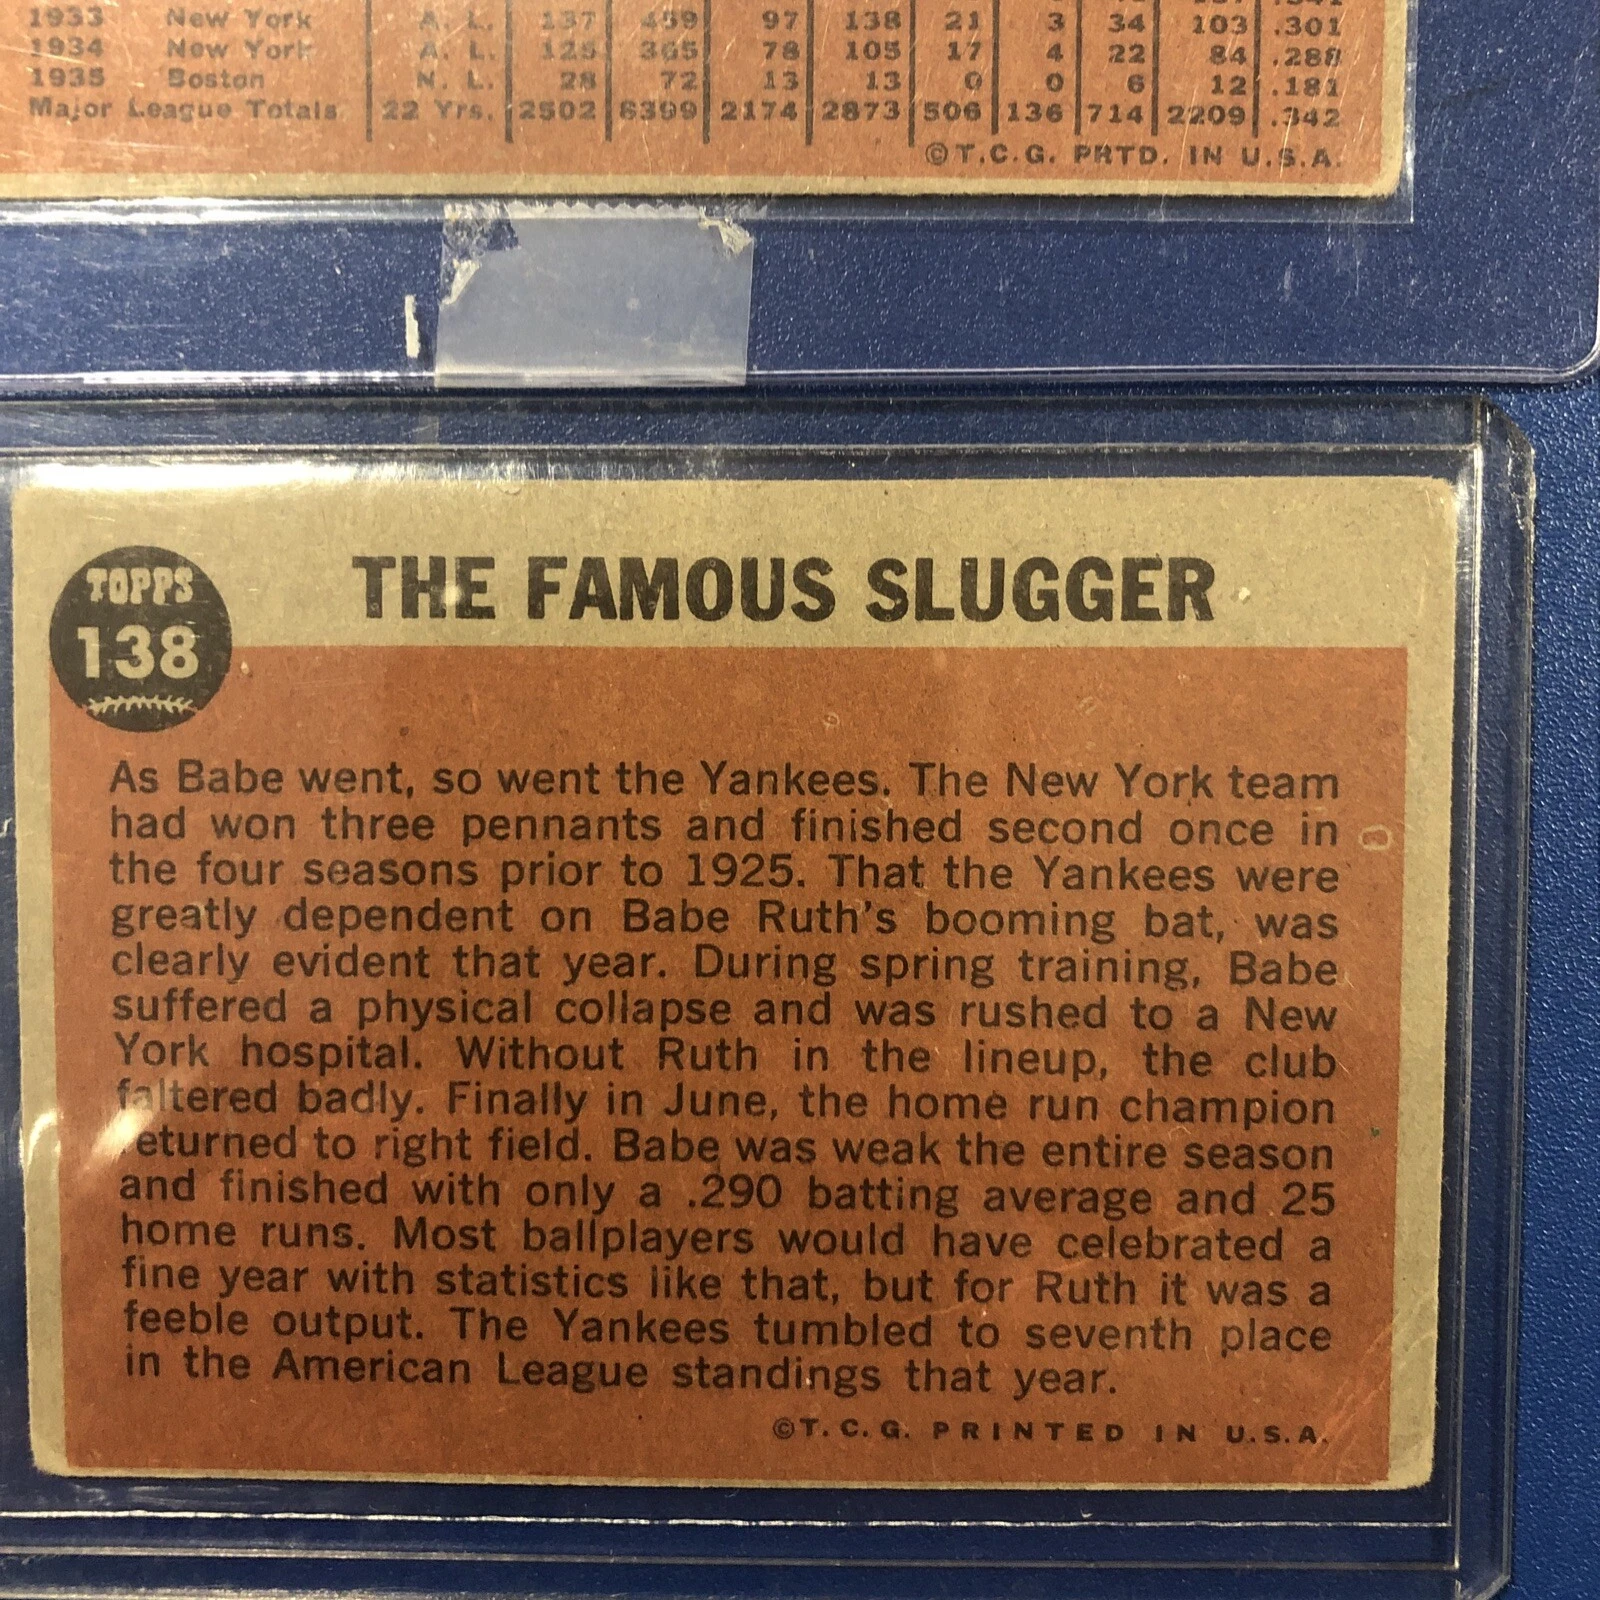 1933 New York A. L. 137 459 97 138 21 3 34 103 .301
1934 New York A. L. 125 365 78 105 17 4 22 84 .288
1935 Boston N. L. 28 72 13 13 0 0 6 12 .181
Major League Totals 22 Yrs. 2502 8399 2174 2873 506 136 714 2209 .342
©T.C.G. PRTD. IN U.S.A.
TOPPS
138
THE FAMOUS SLUGGER
As Babe went, so went the Yankees. The New York team
had won three pennants and finished second once in
the four seasons prior to 1925. That the Yankees were
greatly dependent on Babe Ruth's booming bat, was
clearly evident that year. During spring training, Babe
suffered a physical collapse and was rushed to a New
York hospital. Without Ruth in the lineup, the club
faltered badly. Finally in June, the home run champion
returned to right field. Babe was weak the entire season
and finished with only a .290 batting average and 25
home runs. Most ballplayers would have celebrated a
fine year with statistics like that, but for Ruth it was a
feeble output. The Yankees tumbled to seventh place
in the American League standings that year.
©T.C.G. PRINTED IN U.S.A.